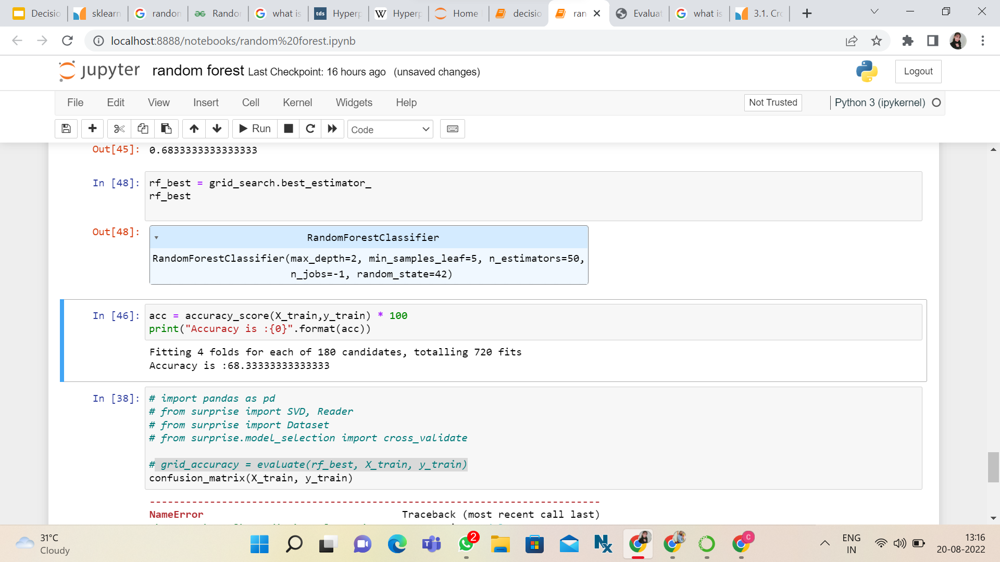 Decisio
sklearn
random
Randor
what is
Hyperp
Hyperp
Home
decisio
ran
Evaluat
what is
3.1. Cro
localhost:8888/notebooks/random%20forest.ipynb
jupyter random forest Last Checkpoint: 16 hours ago (unsaved changes)
Logout
File Edit View Insert Cell Kernel Widgets Help
Not Trusted
Python 3 (ipykernel)
Run
Code
Out[45]: 0.6833333333333333
In [48]: rf_best = grid_search.best_estimator_
rf_best
Out[48]:
RandomForestClassifier
RandomForestClassifier(max_depth=2, min_samples_leaf=5, n_estimators=50,
n_jobs=-1, random_state=42)
In [46]: acc = accuracy_score(X_train,y_train) * 100
print("Accuracy is :{0}".format(acc))
Fitting 4 folds for each of 180 candidates, totalling 720 fits
Accuracy is :68.33333333333333
In [38]: # import pandas as pd
# from surprise import SVD, Reader
# from surprise import Dataset
# from surprise.model_selection import cross_validate
# grid_accuracy = evaluate(rf_best, X_train, y_train)
confusion_matrix(X_train, y_train)
---------------------------------------------------------------------------
NameError Traceback (most recent call last)
31°C
Cloudy
2
C
ENG
IN
13:16
20-08-2022